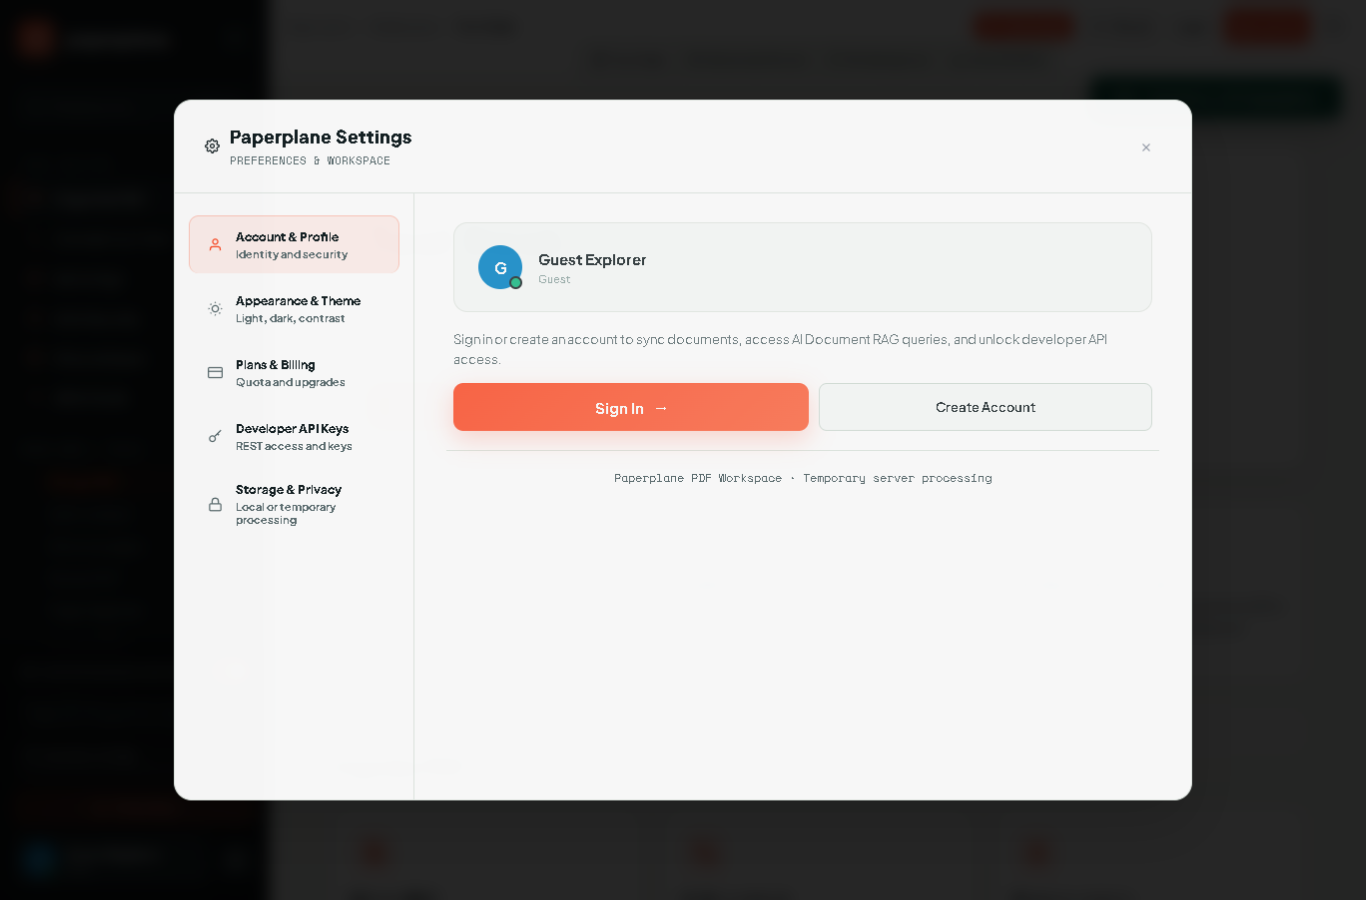 Paperplane Settings
PREFERENCES & WORKSPACE
×
Account & Profile
Identity and security
Appearance & Theme
Light, dark, contrast
Plans & Billing
Quota and upgrades
Developer API Keys
REST access and keys
Storage & Privacy
Local or temporary
processing
G
Guest Explorer
Guest
Sign in or create an account to sync documents, access AI Document RAG queries, and unlock developer API
access.
Sign In →
Create Account
Paperplane PDF Workspace · Temporary server processing